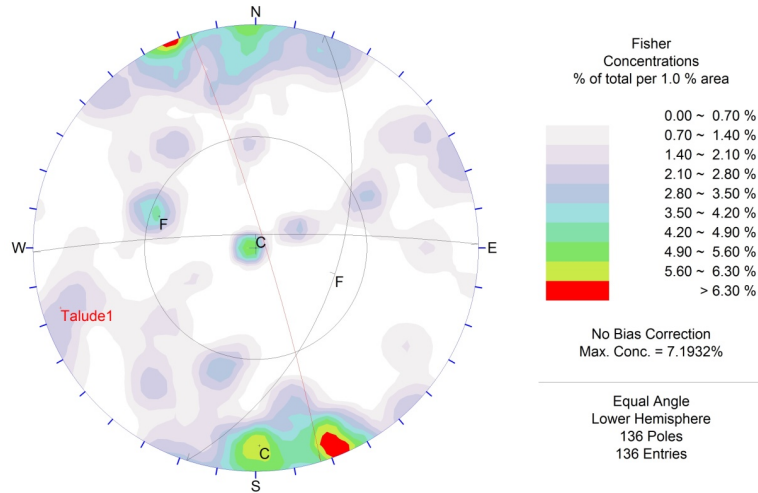 N
F
C
W
E
F
Talude1
C
S
Fisher
Concentrations
% of total per 1.0 % area
0.00 ~ 0.70 %
0.70 ~ 1.40 %
1.40 ~ 2.10 %
2.10 ~ 2.80 %
2.80 ~ 3.50 %
3.50 ~ 4.20 %
4.20 ~ 4.90 %
4.90 ~ 5.60 %
5.60 ~ 6.30 %
> 6.30 %
No Bias Correction
Max. Conc. = 7.1932%
Equal Angle
Lower Hemisphere
136 Poles
136 Entries